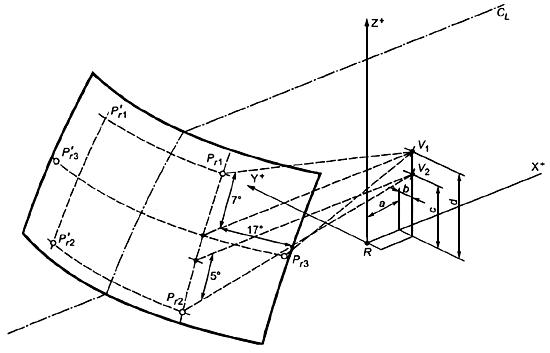 Z+
C_L
P'r1
P'r3
Pr1
V1
V2
X+
Y+
7°
a
b
c
d
17°
P'r2
R
Pr3
5°
Pr2